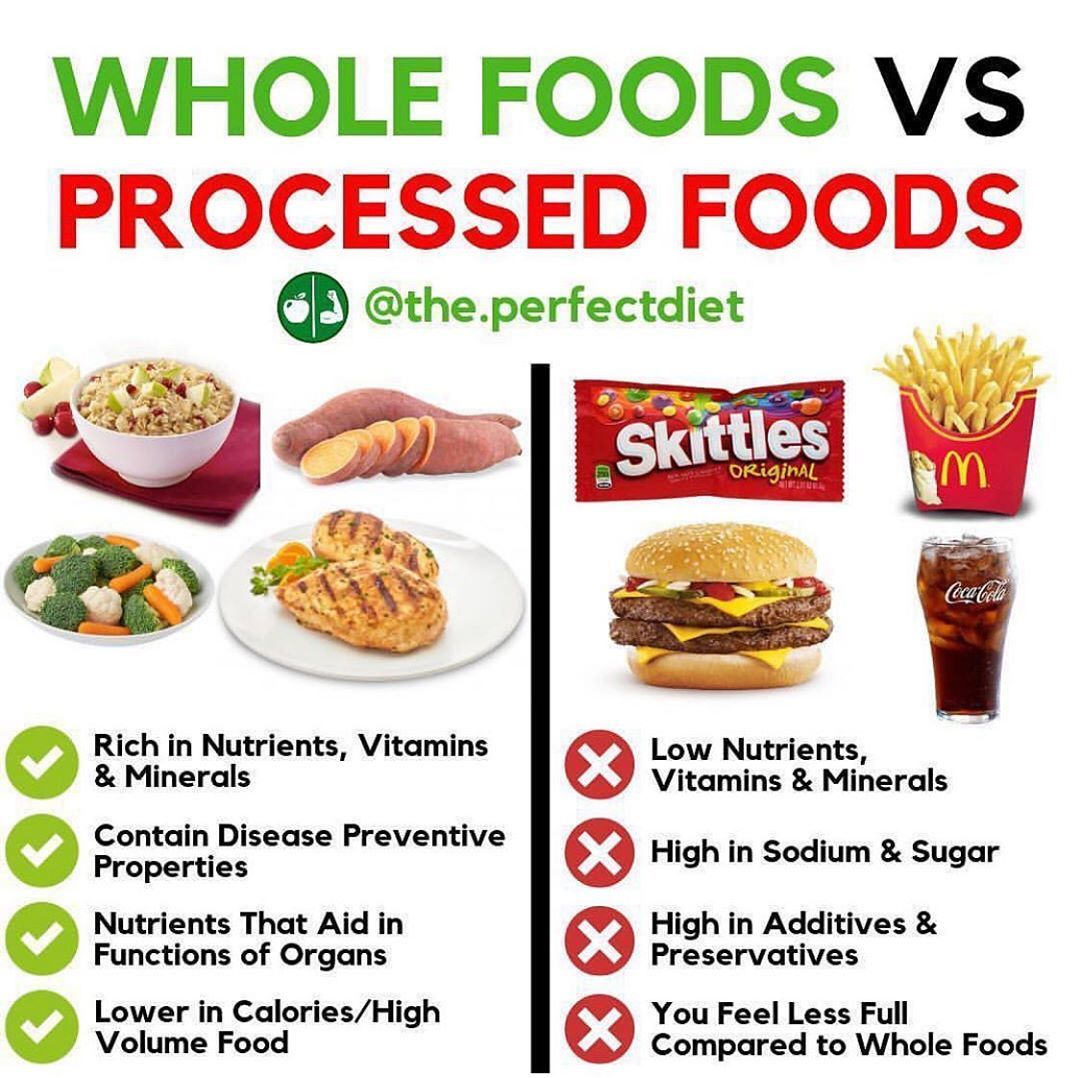 WHOLE FOODS VS
PROCESSED FOODS
@the.perfectdiet
Skittles
ORiginAL
M
Coca-Cola
Rich in Nutrients, Vitamins
& Minerals
Contain Disease Preventive
Properties
Nutrients That Aid in
Functions of Organs
Lower in Calories/High
Volume Food
Low Nutrients,
Vitamins & Minerals
High in Sodium & Sugar
High in Additives &
Preservatives
You Feel Less Full
Compared to Whole Foods